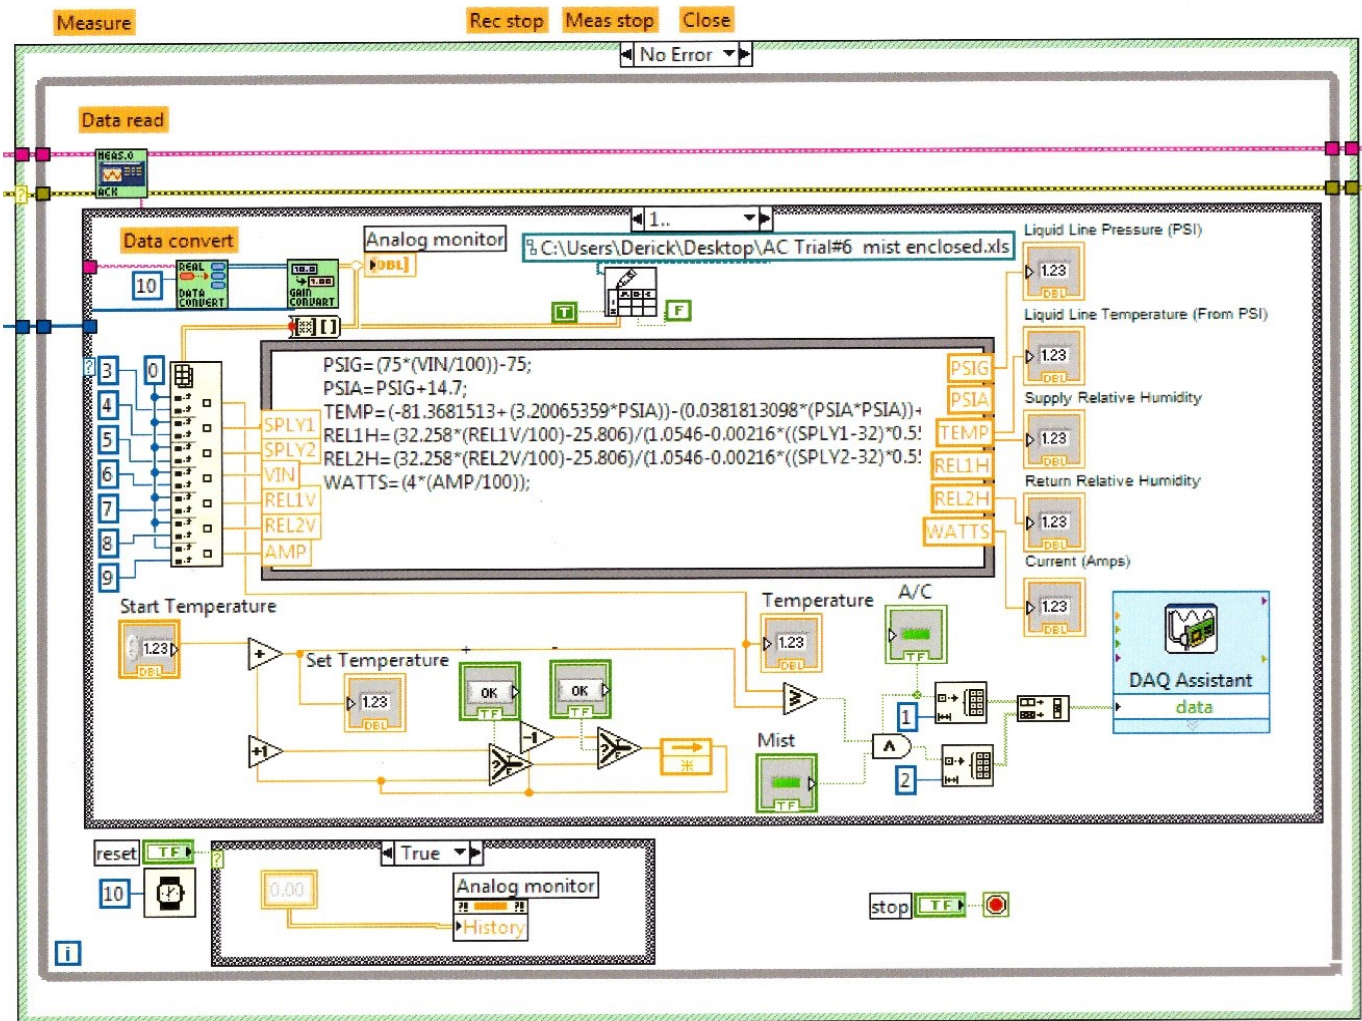 Measure
Rec stop
Meas stop
Close
No Error
Data read
MEAS.O
ACK
1..
Data convert
Analog monitor
C:\Users\Derick\Desktop\AC Trial#6 mist enclosed.xls
Liquid Line Pressure (PSI)
1.23
DBL
10
REAL
DATA
CONVERT
10.0
1.00
GAIN
CONVART
DBL]
T
F
Liquid Line Temperature (From PSI)
1.23
DBL
3
0
4
5
6
7
8
9
SPLY1
SPLY2
VIN
REL1V
REL2V
AMP
PSIG=(75*(VIN/100))-75;
PSIA=PSIG+14.7;
TEMP=(-81.3681513+(3.20065359*PSIA))-(0.0381813098*(PSIA*PSIA))+
REL1H=(32.258*(REL1V/100)-25.806)/(1.0546-0.00216*((SPLY1-32)*0.5
REL2H=(32.258*(REL2V/100)-25.806)/(1.0546-0.00216*((SPLY2-32)*0.5
WATTS=(4*(AMP/100));
PSIG
PSIA
TEMP
REL1H
REL2H
WATTS
Supply Relative Humidity
1.23
DBL
Return Relative Humidity
1.23
DBL
Current (Amps)
1.23
DBL
Start Temperature
1.23
DBL
+
Set Temperature
1.23
DBL
+
OK
TF
-
OK
TF
+1
-1
?
Temperature
1.23
DBL
A/C
TF
Mist
TF
1
2
DAQ Assistant
data
reset
TF
10
?
True
0.00
Analog monitor
History
stop
TF
i